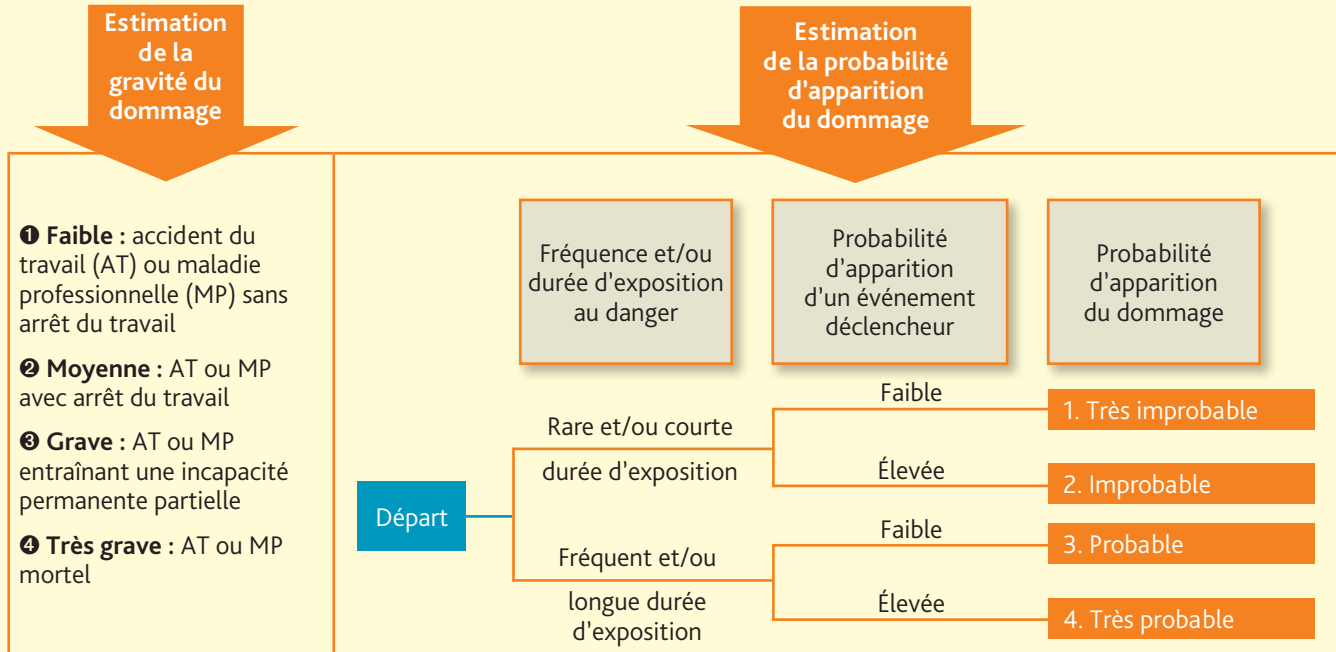 Estimation
de la
gravité du
dommage
Estimation
de la probabilité
d'apparition
du dommage
❶ Faible : accident du
travail (AT) ou maladie
professionnelle (MP) sans
arrêt du travail
❷ Moyenne : AT ou MP
avec arrêt du travail
❸ Grave : AT ou MP
entraînant une incapacité
permanente partielle
❹ Très grave : AT ou MP
mortel
Fréquence et/ou
durée d'exposition
au danger
Probabilité
d'apparition
d'un événement
déclencheur
Probabilité
d'apparition
du dommage
Départ
Rare et/ou courte
durée d'exposition
Faible
1. Très improbable
Élevée
2. Improbable
Fréquent et/ou
longue durée
d'exposition
Faible
3. Probable
Élevée
4. Très probable